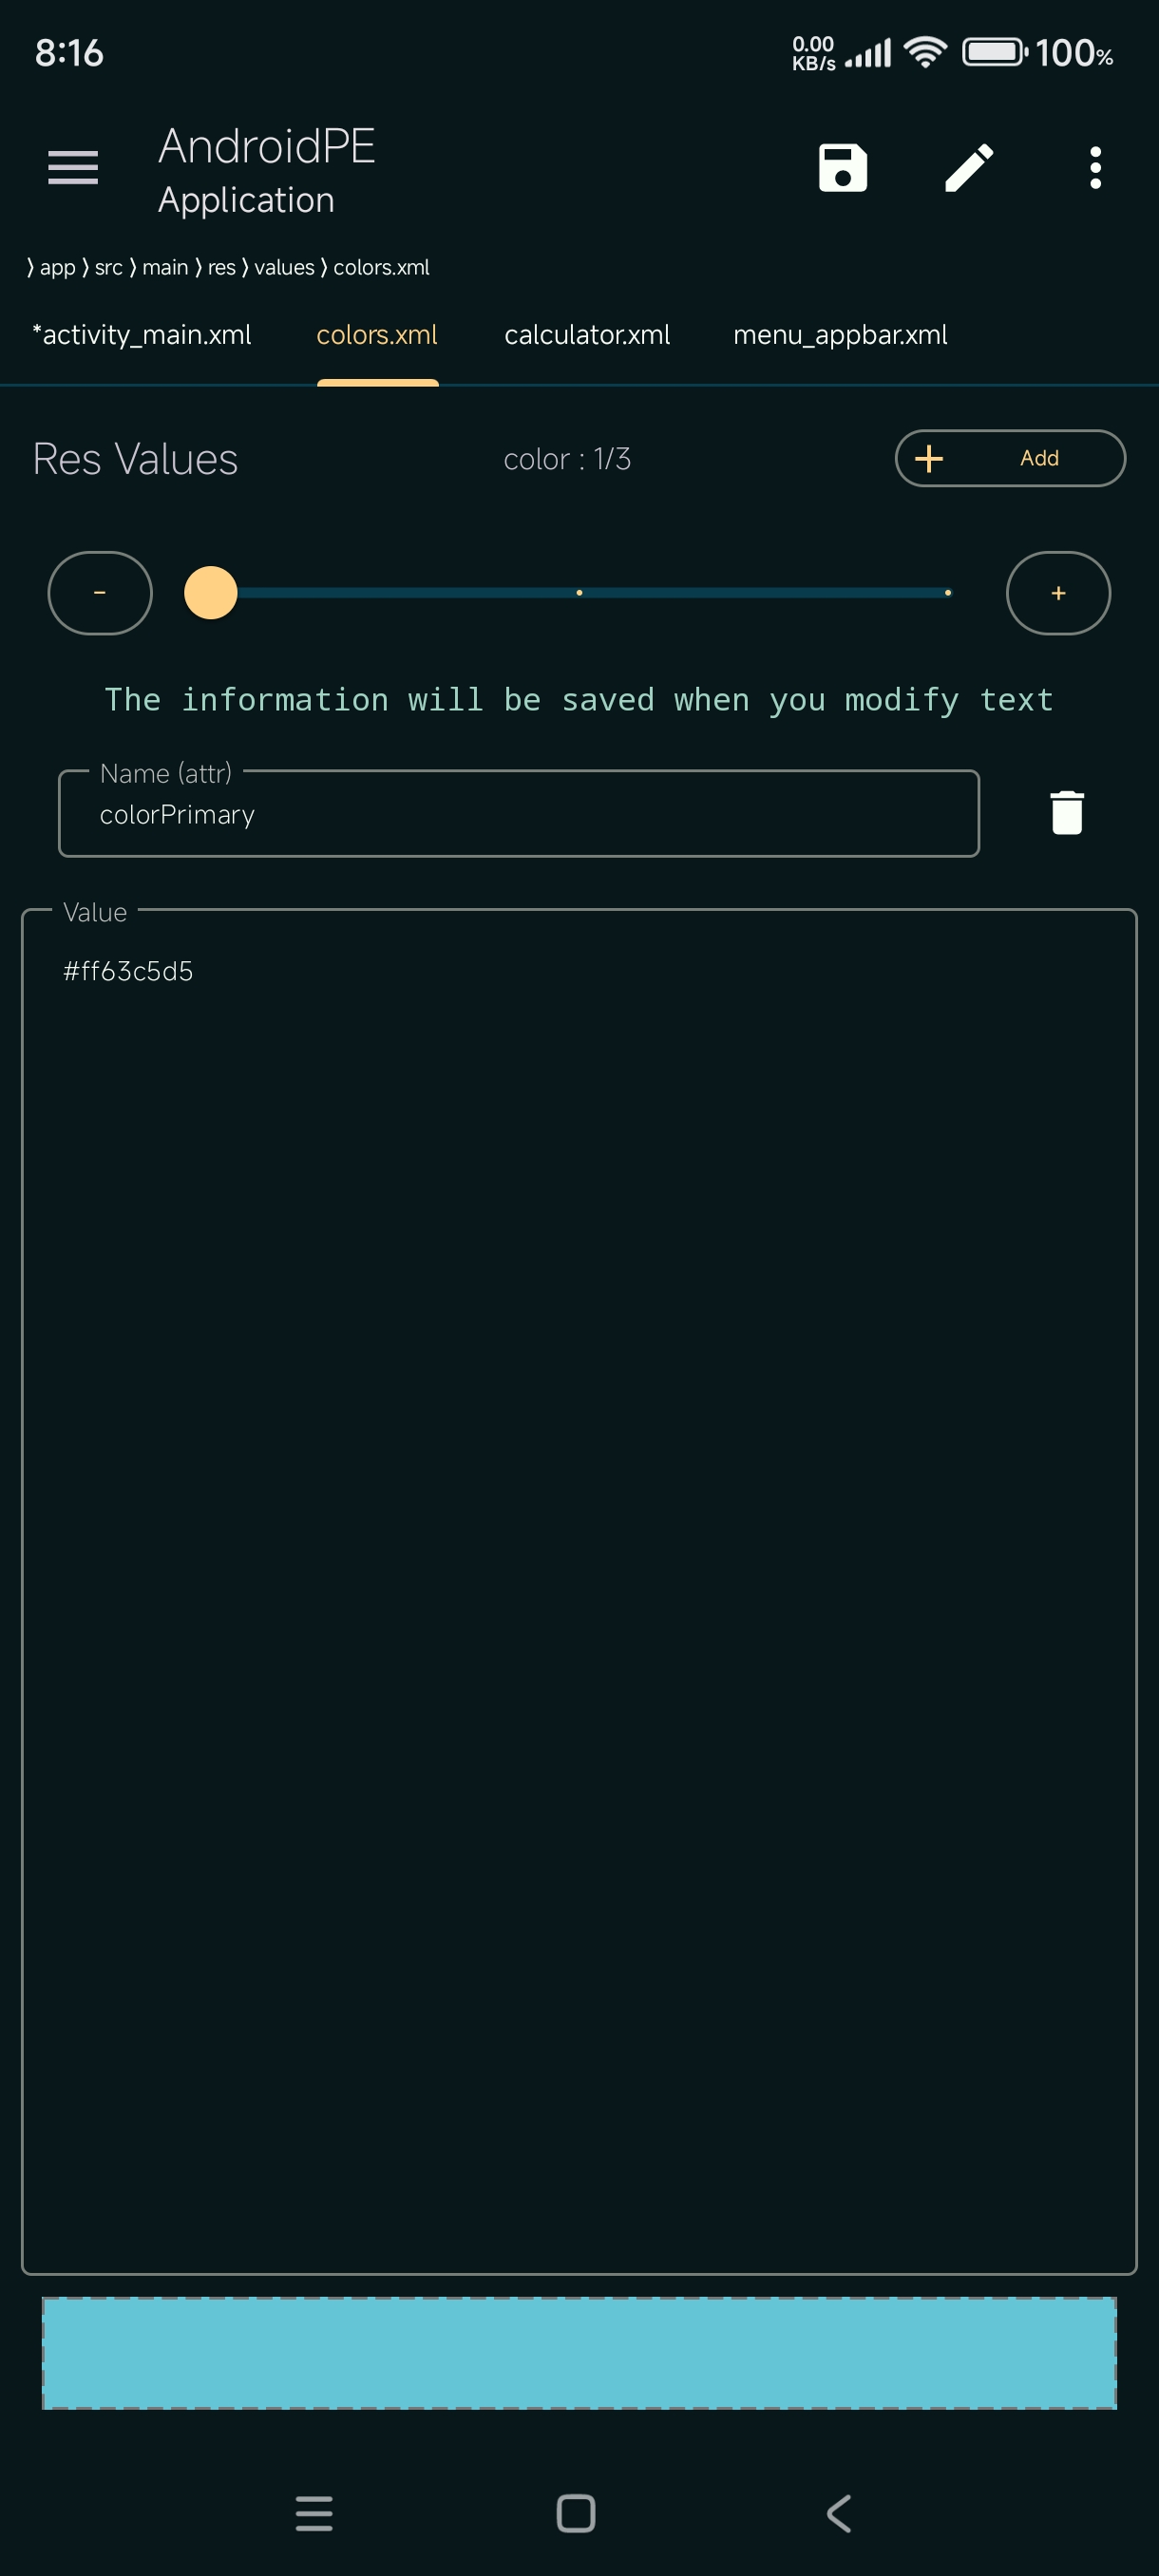 8:16
0.00
KB/s
100%
AndroidPE
Application
⟩ app ⟩ src ⟩ main ⟩ res ⟩ values ⟩ colors.xml
*activity_main.xml colors.xml calculator.xml menu_appbar.xml
Res Values color : 1/3 + Add
- +
The information will be saved when you modify text
Name (attr)
colorPrimary
Value
#ff63c5d5